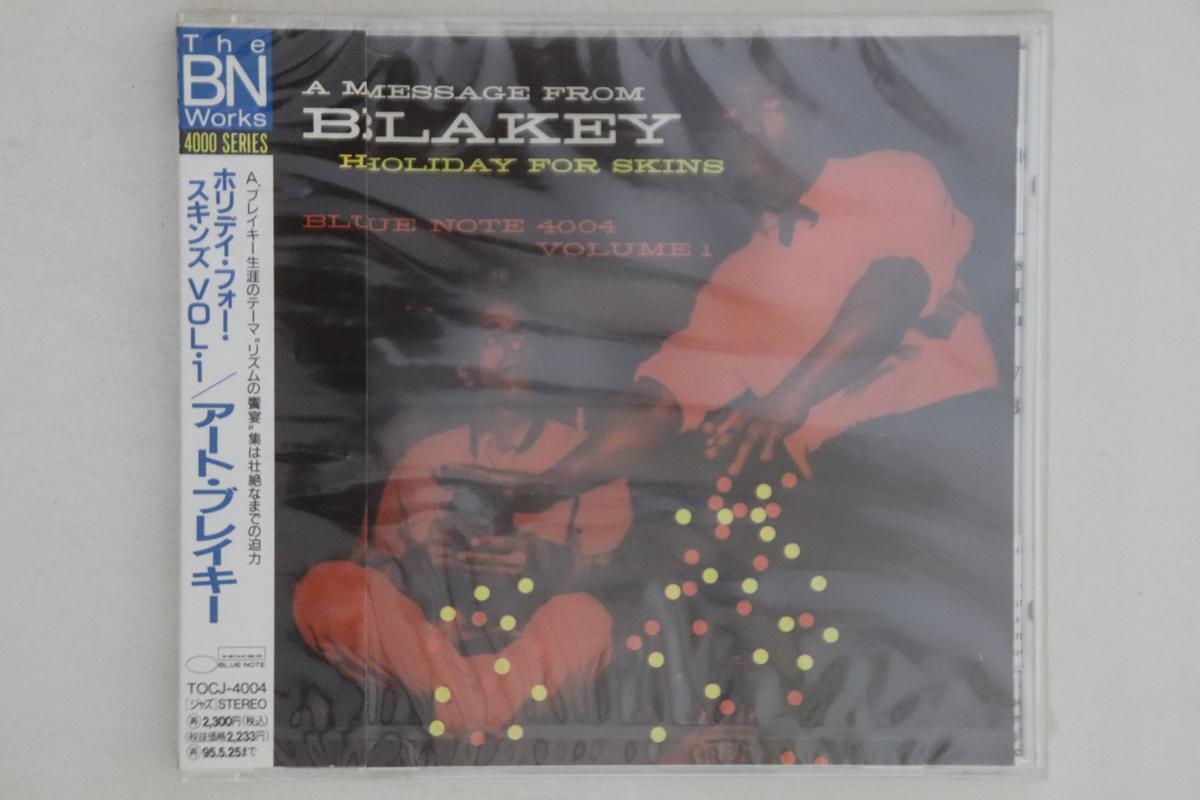 The
BN
Works
4000 SERIES
A.ブレイキー生涯のテーマ“リズムの饗宴”集は壮絶なまでの迫力
ホリデイ・フォー・
スキンズ VOL.1／アート・ブレイキー
BLUE NOTE
TOCJ-4004
[ジャズ] STEREO
再 2,300円(税込)
(税抜価格2,233円)
再 95.5.25まで
A MESSAGE FROM
BLAKEY
HOLIDAY FOR SKINS
BLUE NOTE 4004
VOLUME 1